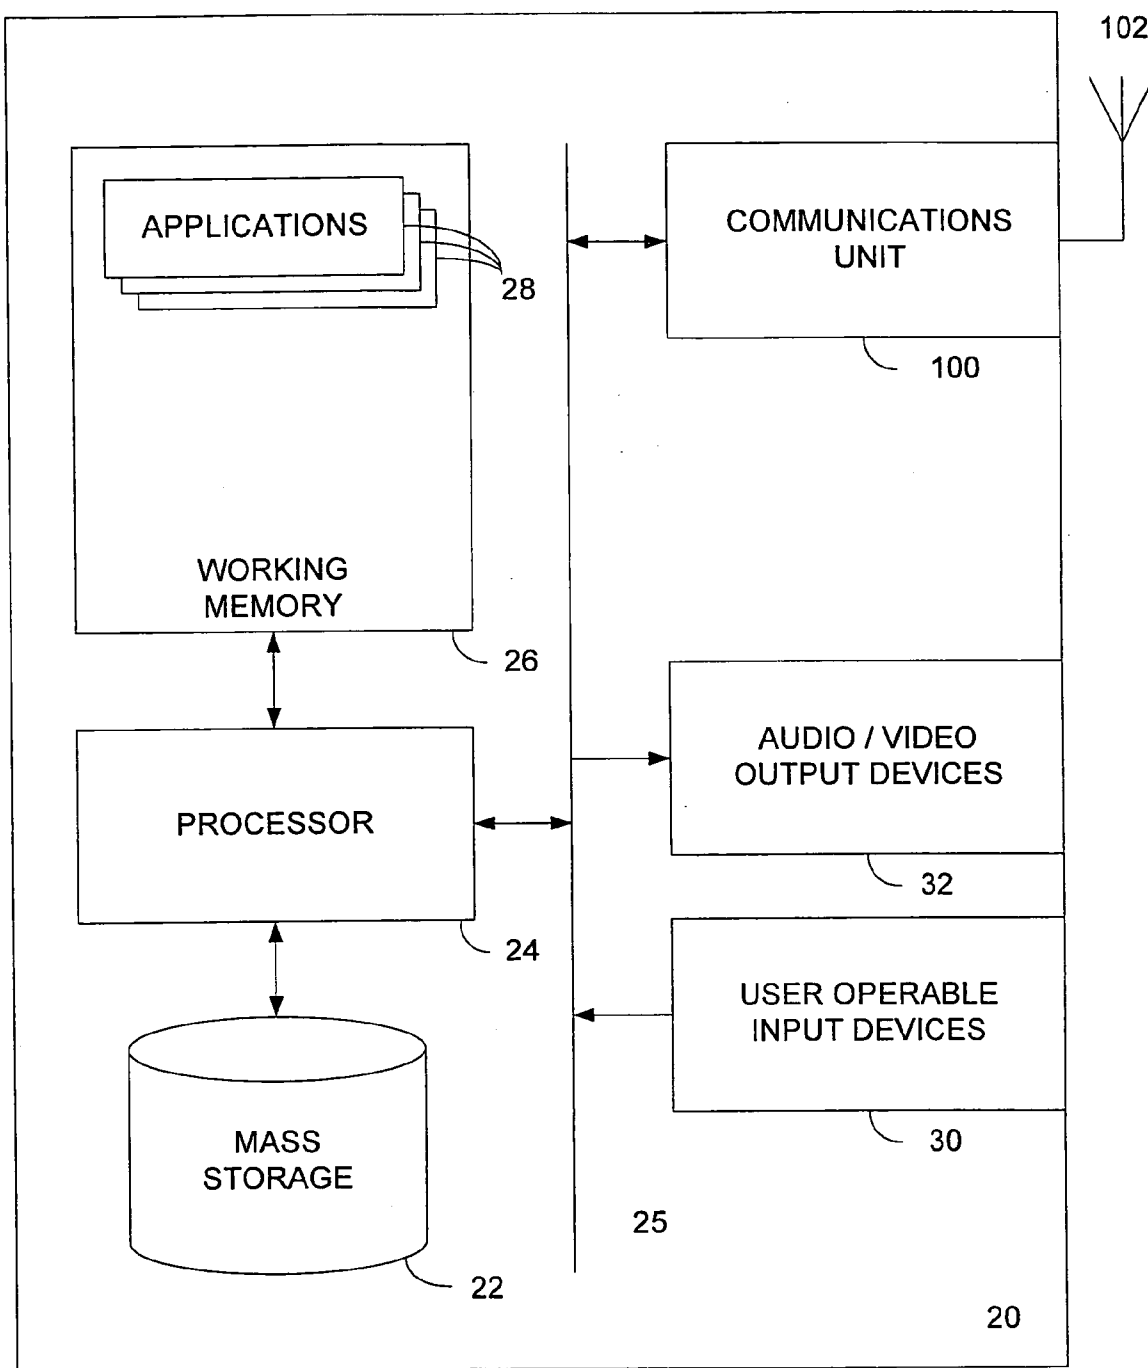 102
APPLICATIONS
28
COMMUNICATIONS
UNIT
100
WORKING
MEMORY
26
AUDIO / VIDEO
OUTPUT DEVICES
32
PROCESSOR
24
USER OPERABLE
INPUT DEVICES
30
MASS
STORAGE
22
25
20